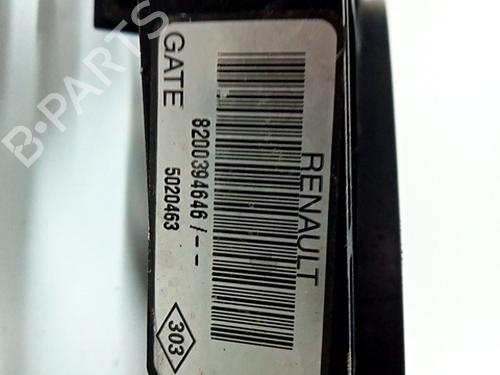 RENAULT
GATE
8200394646/--
5020463
303
B-PARTS